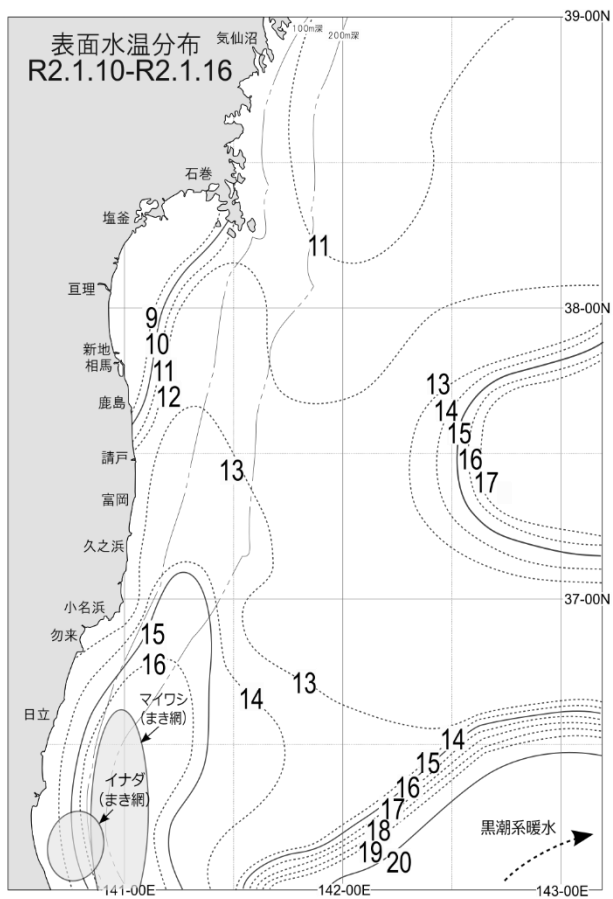 表面水温分布
R2.1.10-R2.1.16
気仙沼
100m深
200m深
39-00N
石巻
塩釜
11
亘理
38-00N
9
10
11
12
新地
相馬
鹿島
13
14
15
16
17
請戸
13
富岡
久之浜
37-00N
小名浜
勿来
15
16
13
14
マイワシ
(まき網)
日立
14
15
16
17
18
19
20
イナダ
(まき網)
黒潮系暖水
141-00E
142-00E
143-00E